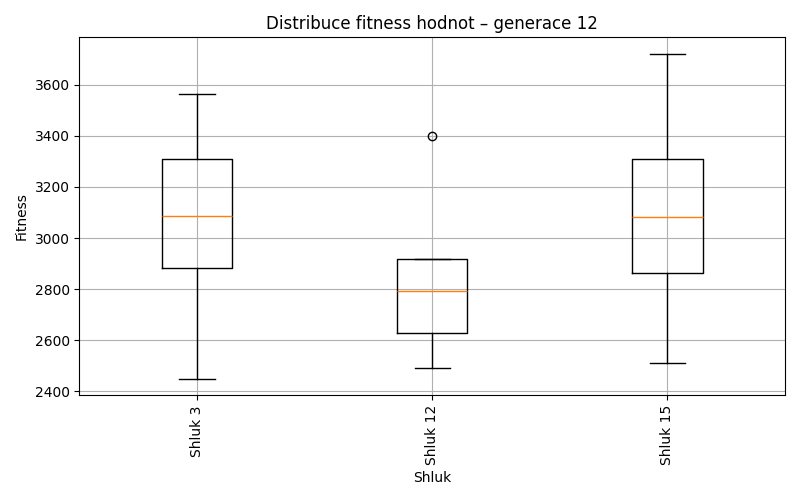 Distribuce fitness hodnot – generace 12
Fitness
3600
3400
3200
3000
2800
2600
2400
Shluk 3
Shluk 12
Shluk 15
Shluk